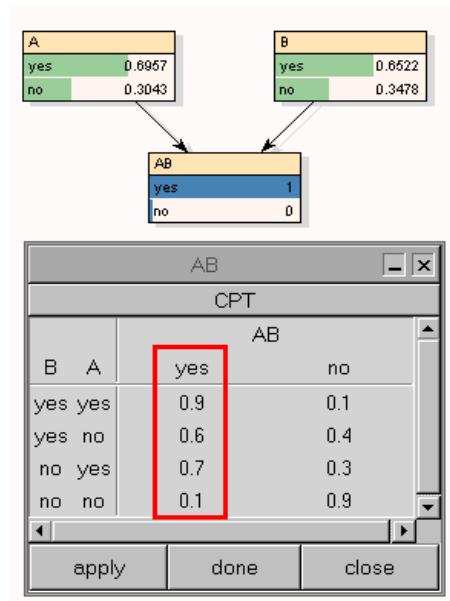 A
yes 0.6957
no 0.3043
B
yes 0.6522
no 0.3478
AB
yes 1
no 0
AB
CPT
AB
B A yes no
yes yes 0.9 0.1
yes no 0.6 0.4
no yes 0.7 0.3
no no 0.1 0.9
apply done close